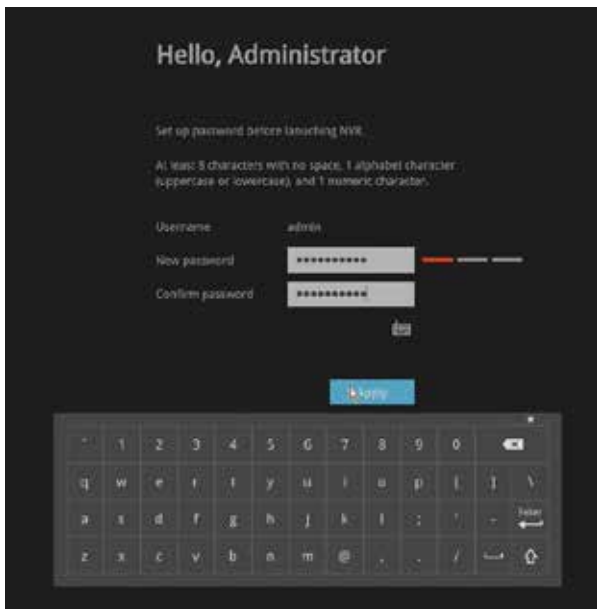 Hello, Administrator
Set up password before launching NVR.
At least 8 characters with no space, 1 alphabet character
(uppercase or lowercase), and 1 numeric character.
Username admin
New password ••••••••••
Confirm password ••••••••••
Apply
1 2 3 4 5 6 7 8 9 0
q w e r t y u i o p [ ] \
a s d f g h j k l ; ' - Enter
z x c v b n m @ , . /